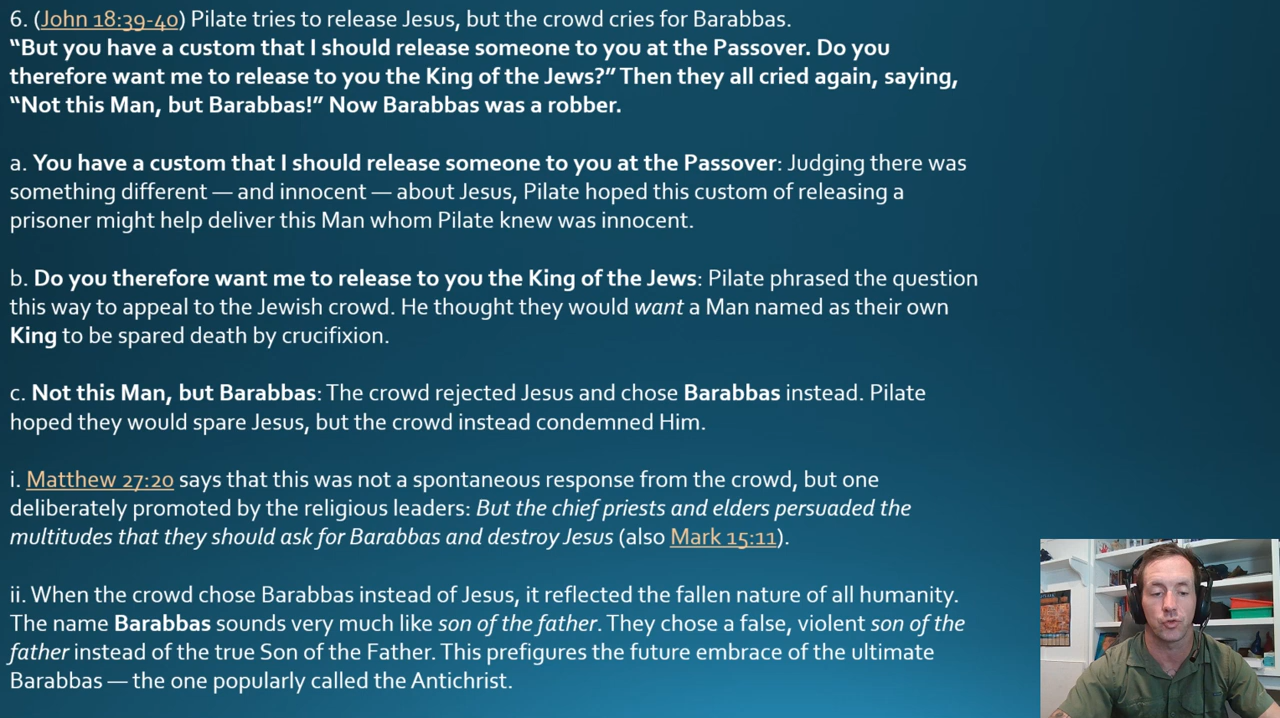 6. (John 18:39-40) Pilate tries to release Jesus, but the crowd cries for Barabbas.
“But you have a custom that I should release someone to you at the Passover. Do you
therefore want me to release to you the King of the Jews?” Then they all cried again, saying,
“Not this Man, but Barabbas!” Now Barabbas was a robber.
a. You have a custom that I should release someone to you at the Passover: Judging there was
something different — and innocent — about Jesus, Pilate hoped this custom of releasing a
prisoner might help deliver this Man whom Pilate knew was innocent.
b. Do you therefore want me to release to you the King of the Jews: Pilate phrased the question
this way to appeal to the Jewish crowd. He thought they would want a Man named as their own
King to be spared death by crucifixion.
c. Not this Man, but Barabbas: The crowd rejected Jesus and chose Barabbas instead. Pilate
hoped they would spare Jesus, but the crowd instead condemned Him.
i. Matthew 27:20 says that this was not a spontaneous response from the crowd, but one
deliberately promoted by the religious leaders: But the chief priests and elders persuaded the
multitudes that they should ask for Barabbas and destroy Jesus (also Mark 15:11).
ii. When the crowd chose Barabbas instead of Jesus, it reflected the fallen nature of all humanity.
The name Barabbas sounds very much like son of the father. They chose a false, violent son of the
father instead of the true Son of the Father. This prefigures the future embrace of the ultimate
Barabbas — the one popularly called the Antichrist.